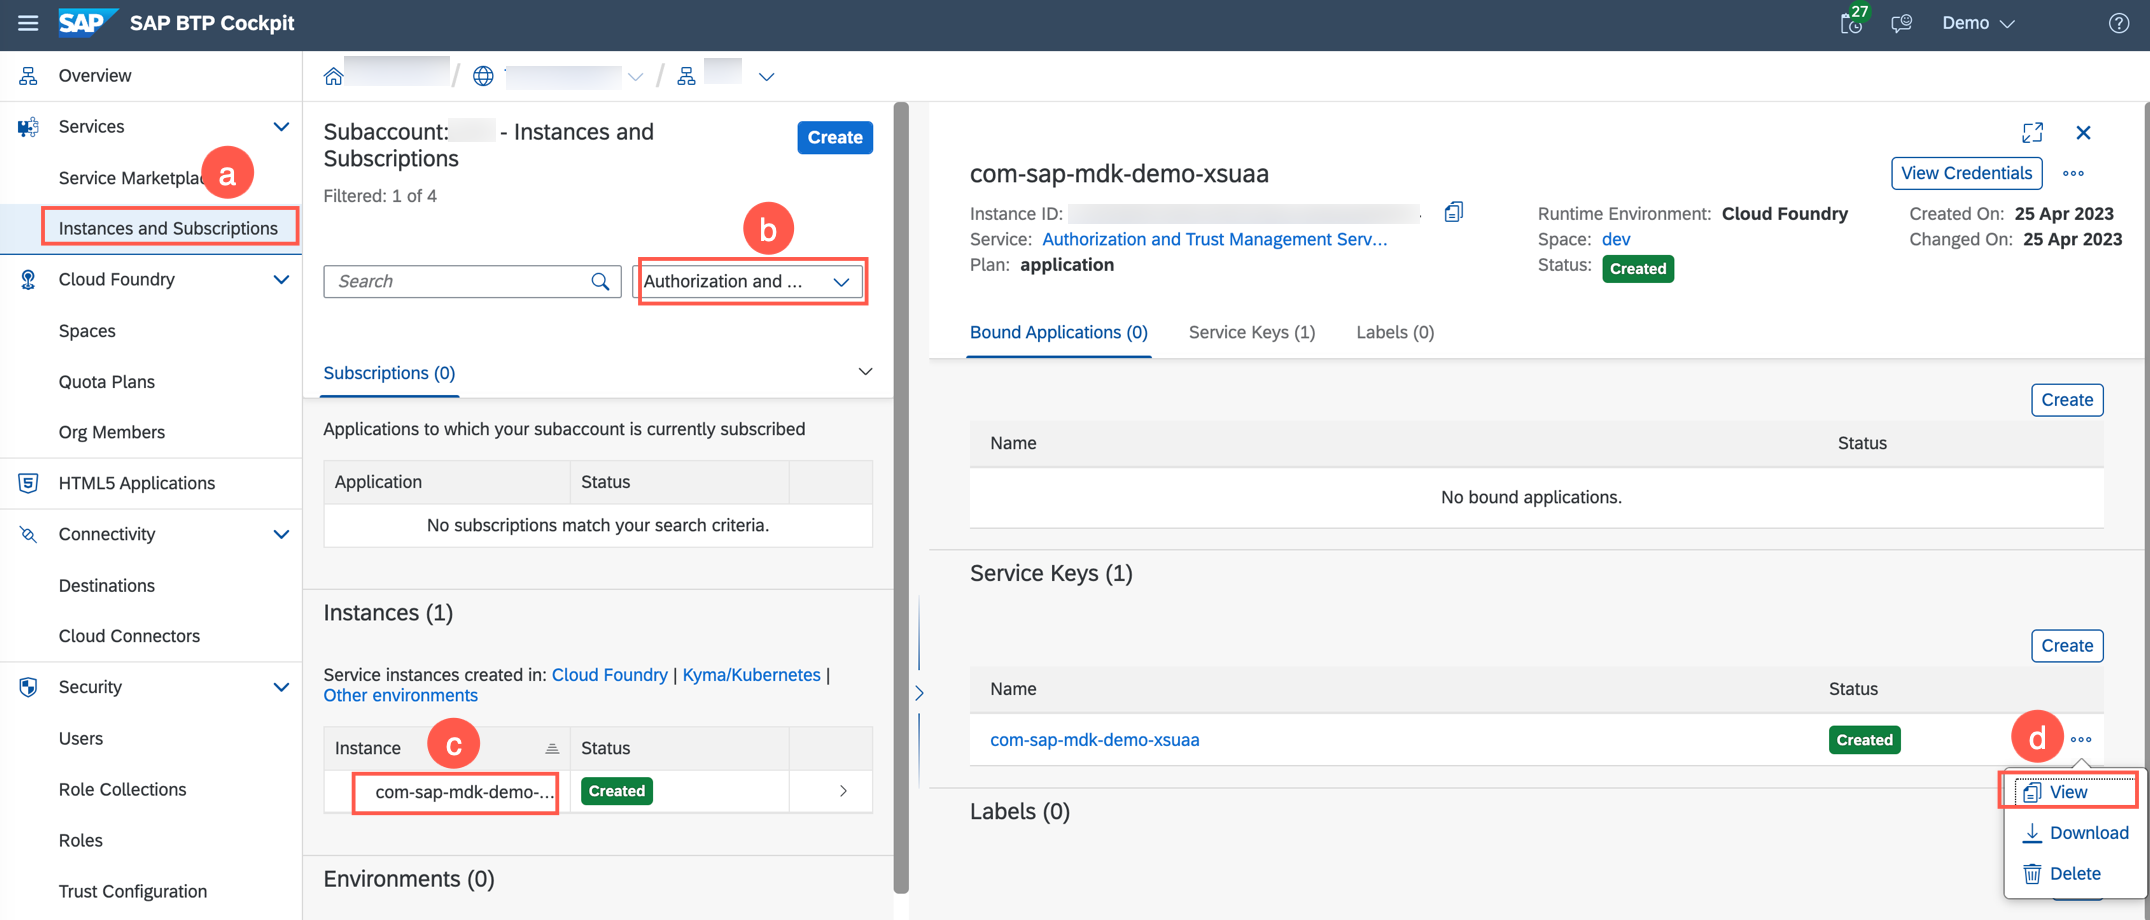 SAP SAP BTP Cockpit
27
Demo
Overview
Services
Service Marketplac
a
Instances and Subscriptions
Cloud Foundry
Spaces
Quota Plans
Org Members
HTML5 Applications
Connectivity
Destinations
Cloud Connectors
Security
Users
Role Collections
Roles
Trust Configuration
Subaccount: - Instances and
Subscriptions
Create
Filtered: 1 of 4
b
Search
Authorization and ...
Subscriptions (0)
Applications to which your subaccount is currently subscribed
Application Status
No subscriptions match your search criteria.
Instances (1)
Service instances created in: Cloud Foundry | Kyma/Kubernetes |
Other environments
Instance c Status
com-sap-mdk-demo-... Created
Environments (0)
com-sap-mdk-demo-xsuaa
View Credentials
Instance ID:
Service: Authorization and Trust Management Serv...
Plan: application
Runtime Environment: Cloud Foundry
Space: dev
Status: Created
Created On: 25 Apr 2023
Changed On: 25 Apr 2023
Bound Applications (0) Service Keys (1) Labels (0)
Create
Name Status
No bound applications.
Service Keys (1)
Create
Name Status
com-sap-mdk-demo-xsuaa Created d
View
Download
Delete
Labels (0)